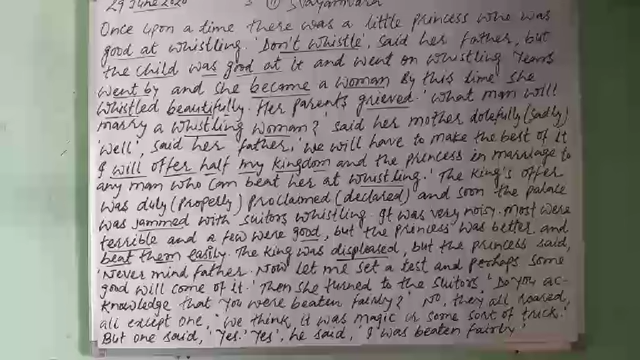 29 June 2020 ⑪ Swayamvara
Once upon a time there was a little princess who was
good at whistling. 'Don't whistle', said her father, but
the child was good at it and went on whistling Years
went by and she became a woman By this time she
whistled beautifully. Her parents grieved. 'What man will
marry a whistling woman?' said her mother dolefully (sadly)
'Well', said her father, 'we will have to make the best of it
I will offer half my kingdom and the princess in marriage to
any man who can beat her at whistling.' The king's offer
was duly (properly) proclaimed (declared) and soon the palace
was jammed with suitors whistling. It was very noisy. Most were
terrible and a few were good, but the princess was better and
beat them easily. The king was displeased, but the princess said,
'Never mind father. Now let me set a test and perhaps some
good will come of it.' Then she turned to the suitors, 'Do you ac-
knowledge that you were beaten fairly?' 'No, they all roared,
all except one, 'we think, it was magic or some sort of trick.'
But one said, 'Yes.' 'Yes', he said, 'I was beaten fairly'